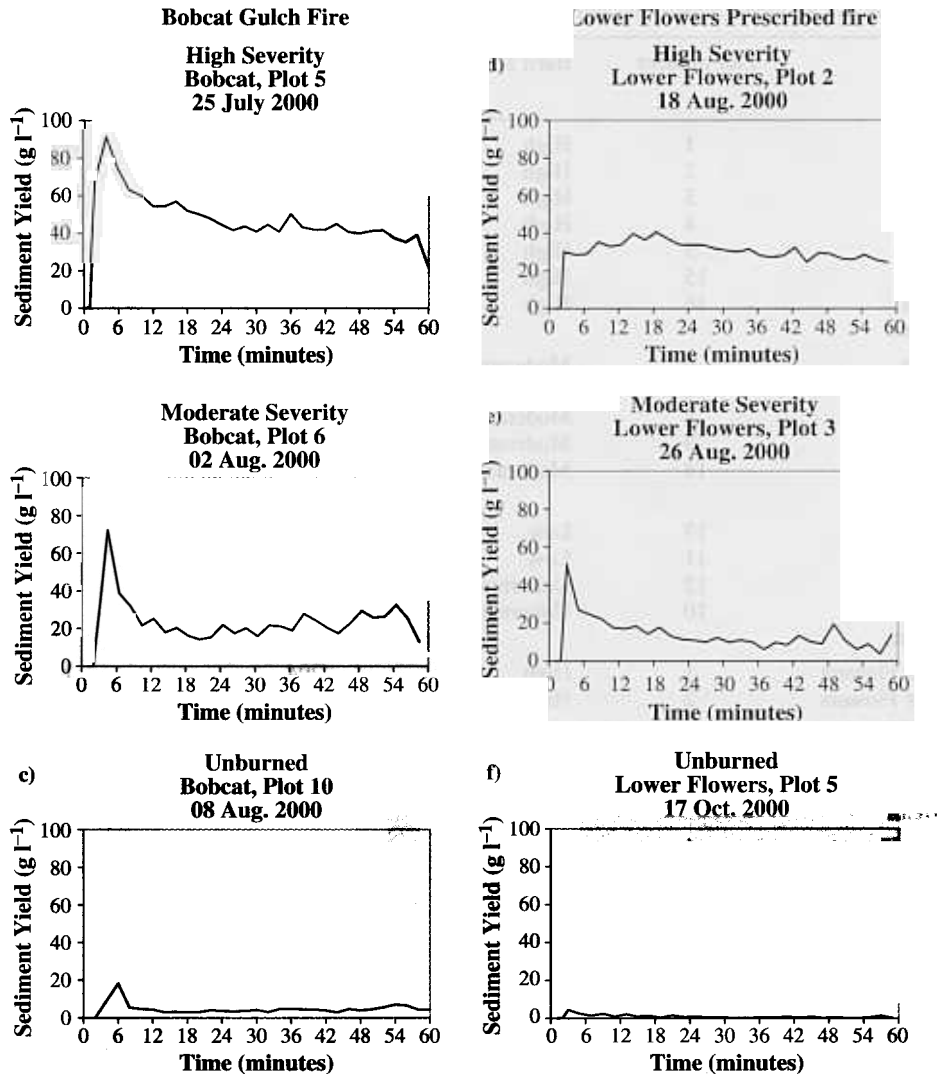 Bobcat Gulch Fire
High Severity
Bobcat, Plot 5
25 July 2000
Sediment Yield (g l⁻¹)
100
80
60
40
20
0
0 6 12 18 24 30 36 42 48 54 60
Time (minutes)
Lower Flowers Prescribed fire
d)
High Severity
Lower Flowers, Plot 2
18 Aug. 2000
Sediment Yield (g l⁻¹)
100
80
60
40
20
0
0 6 12 18 24 30 36 42 48 54 60
Time (minutes)
Moderate Severity
Bobcat, Plot 6
02 Aug. 2000
Sediment Yield (g l⁻¹)
100
80
60
40
20
0
0 6 12 18 24 30 36 42 48 54 60
Time (minutes)
e)
Moderate Severity
Lower Flowers, Plot 3
26 Aug. 2000
Sediment Yield (g l⁻¹)
100
80
60
40
20
0
0 6 12 18 24 30 36 42 48 54 60
Time (minutes)
c)
Unburned
Bobcat, Plot 10
08 Aug. 2000
Sediment Yield (g l⁻¹)
100
80
60
40
20
0
0 6 12 18 24 30 36 42 48 54 60
Time (minutes)
f)
Unburned
Lower Flowers, Plot 5
17 Oct. 2000
Sediment Yield (g l⁻¹)
100
80
60
40
20
0
0 6 12 18 24 30 36 42 48 54 60
Time (minutes)